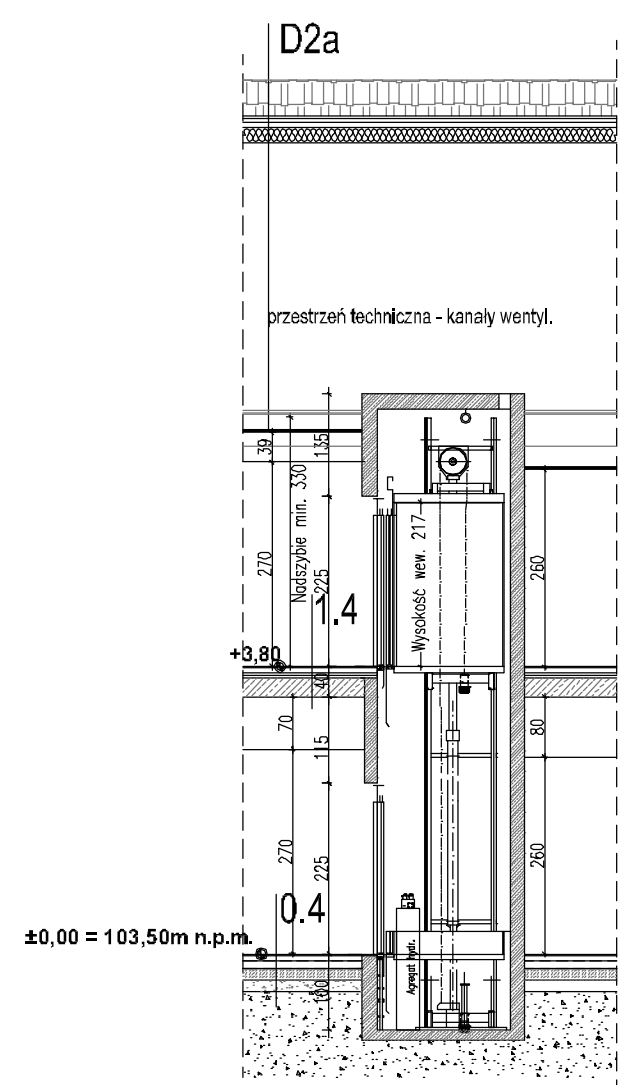 D2a
przestrzeń techniczna - kanały wentyl.
39
135
270
Nadszybie min. 330
225
1.4
Wysokość wew. 217
260
+3,80
40
70
115
80
270
225
260
0.4
±0,00 = 103,50m n.p.m.
Agregat hydr.